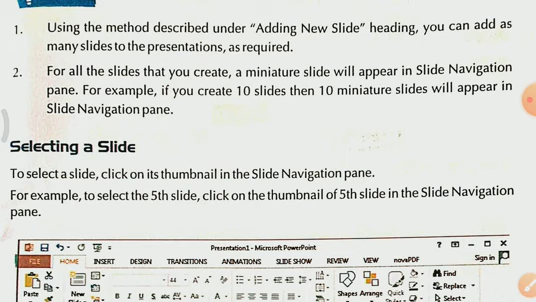 1. Using the method described under “Adding New Slide” heading, you can add as
many slides to the presentations, as required.
2. For all the slides that you create, a miniature slide will appear in Slide Navigation
pane. For example, if you create 10 slides then 10 miniature slides will appear in
Slide Navigation pane.
Selecting a Slide
To select a slide, click on its thumbnail in the Slide Navigation pane.
For example, to select the 5th slide, click on the thumbnail of 5th slide in the Slide Navigation
pane.
Presentation1 - Microsoft PowerPoint
FILE HOME INSERT DESIGN TRANSITIONS ANIMATIONS SLIDE SHOW REVIEW VIEW novaPDF Sign in
44 Find
Paste New Shapes Arrange Quick Replace
B I U S abc AV Aa A Select